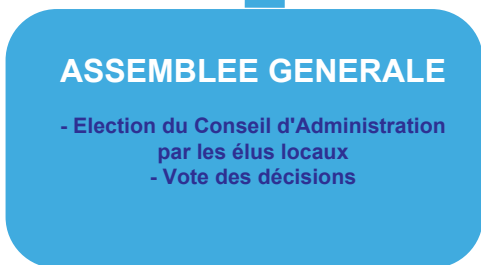 ASSEMBLEE GENERALE
- Election du Conseil d'Administration
par les élus locaux
- Vote des décisions